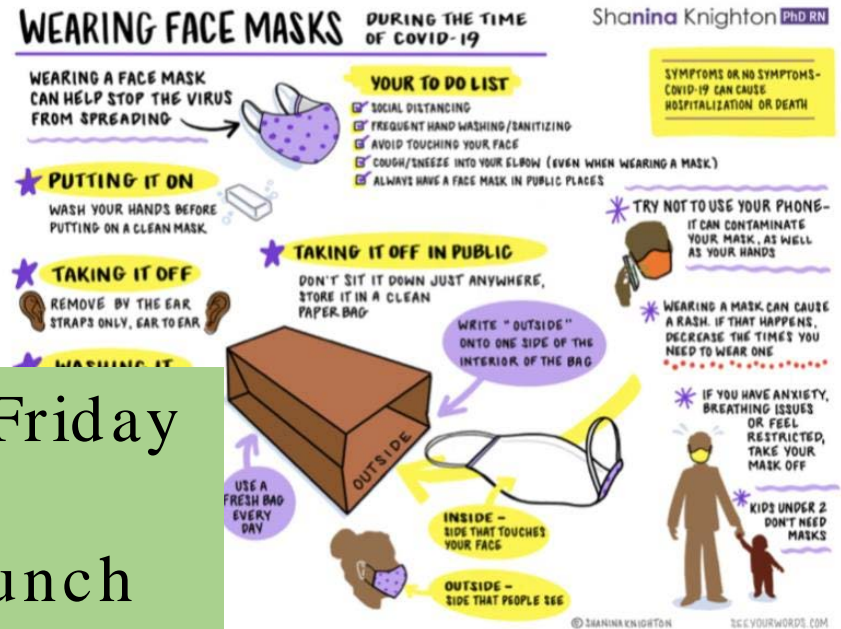 WEARING FACE MASKS
DURING THE TIME
OF COVID-19
Shanina Knighton PhD RN
WEARING A FACE MASK
CAN HELP STOP THE VIRUS
FROM SPREADING
YOUR TO DO LIST
SOCIAL DISTANCING
FREQUENT HAND WASHING/SANITIZING
AVOID TOUCHING YOUR FACE
COUGH/SNEEZE INTO YOUR ELBOW (EVEN WHEN WEARING A MASK)
ALWAYS HAVE A FACE MASK IN PUBLIC PLACES
SYMPTOMS OR NO SYMPTOMS-
COVID-19 CAN CAUSE
HOSPITALIZATION OR DEATH
PUTTING IT ON
WASH YOUR HANDS BEFORE
PUTTING ON A CLEAN MASK
TAKING IT OFF
REMOVE BY THE EAR
STRAPS ONLY, EAR TO EAR
WASHING IT
TAKING IT OFF IN PUBLIC
DON'T SIT IT DOWN JUST ANYWHERE,
STORE IT IN A CLEAN
PAPER BAG
WRITE "OUTSIDE"
ONTO ONE SIDE OF THE
INTERIOR OF THE BAG
OUTSIDE
USE A
FRESH BAG
EVERY
DAY
INSIDE -
SIDE THAT TOUCHES
YOUR FACE
OUTSIDE -
SIDE THAT PEOPLE SEE
TRY NOT TO USE YOUR PHONE-
IT CAN CONTAMINATE
YOUR MASK, AS WELL
AS YOUR HANDS
WEARING A MASK CAN CAUSE
A RASH. IF THAT HAPPENS,
DECREASE THE TIMES YOU
NEED TO WEAR ONE
IF YOU HAVE ANXIETY,
BREATHING ISSUES
OR FEEL
RESTRICTED,
TAKE YOUR
MASK OFF
KIDS UNDER 2
DON'T NEED
MASKS
Friday
unch
© SHANINA KNIGHTON
SEEYOURWORDS.COM